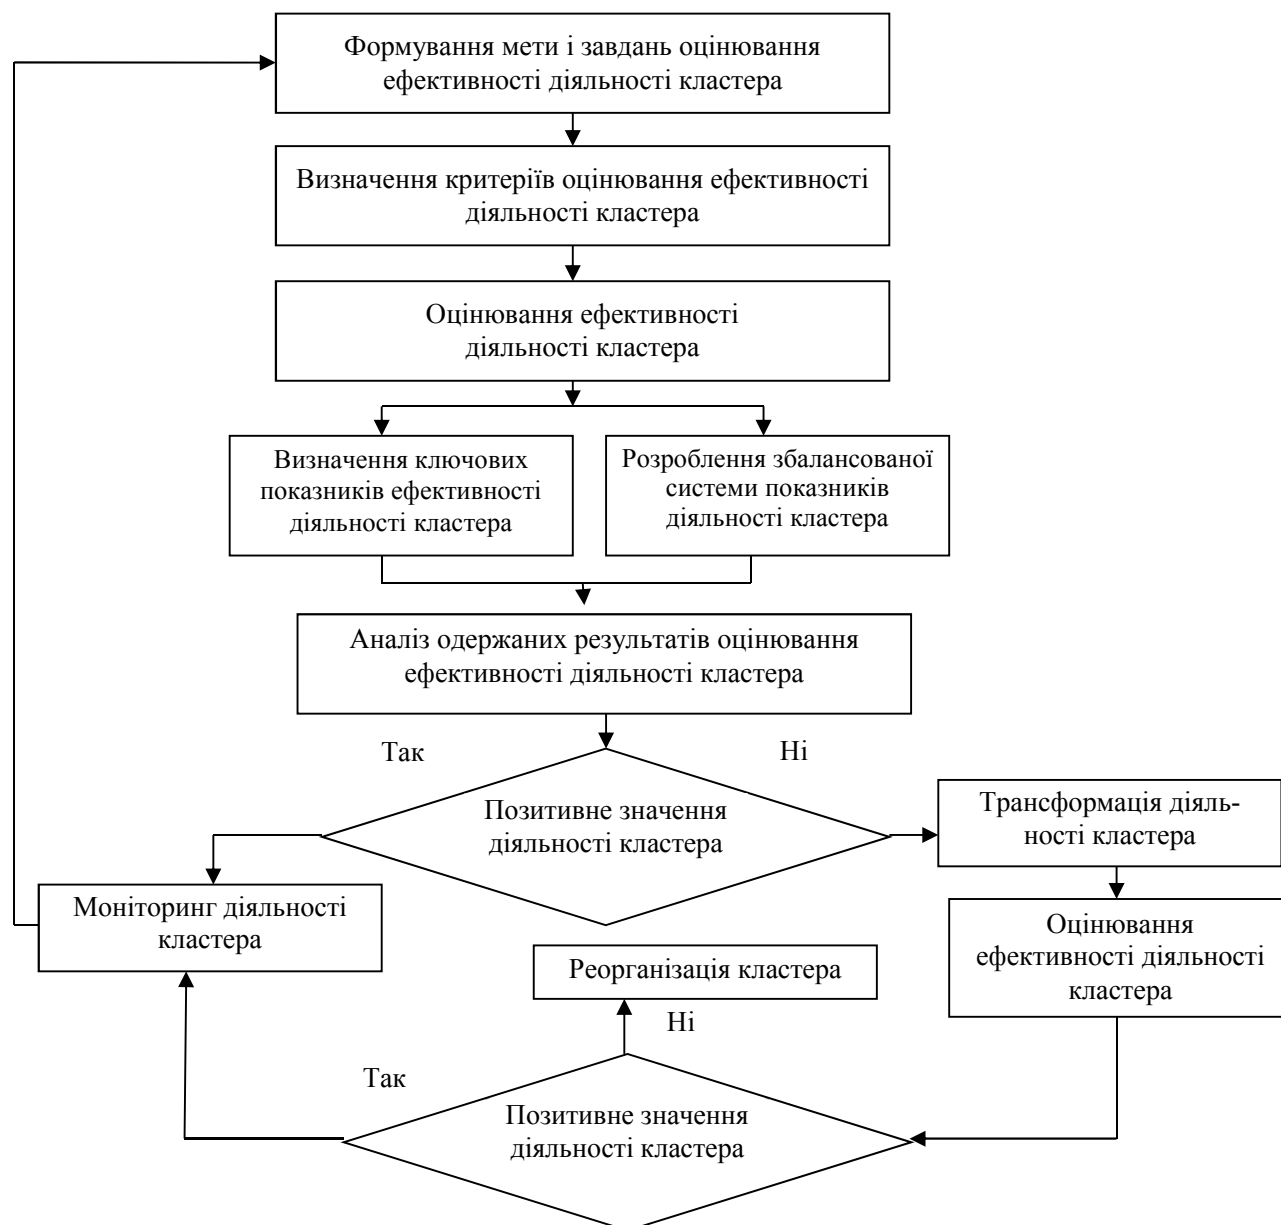 Формування мети і завдань оцінювання
ефективності діяльності кластера
Визначення критеріїв оцінювання ефективності
діяльності кластера
Оцінювання ефективності
діяльності кластера
Визначення ключових
показників ефективності
діяльності кластера
Розроблення збалансованої
системи показників
діяльності кластера
Аналіз одержаних результатів оцінювання
ефективності діяльності кластера
Так
Ні
Позитивне значення
діяльності кластера
Трансформація діяль-
ності кластера
Моніторинг діяльності
кластера
Оцінювання
ефективності діяльності
кластера
Реорганізація кластера
Ні
Так
Позитивне значення
діяльності кластера